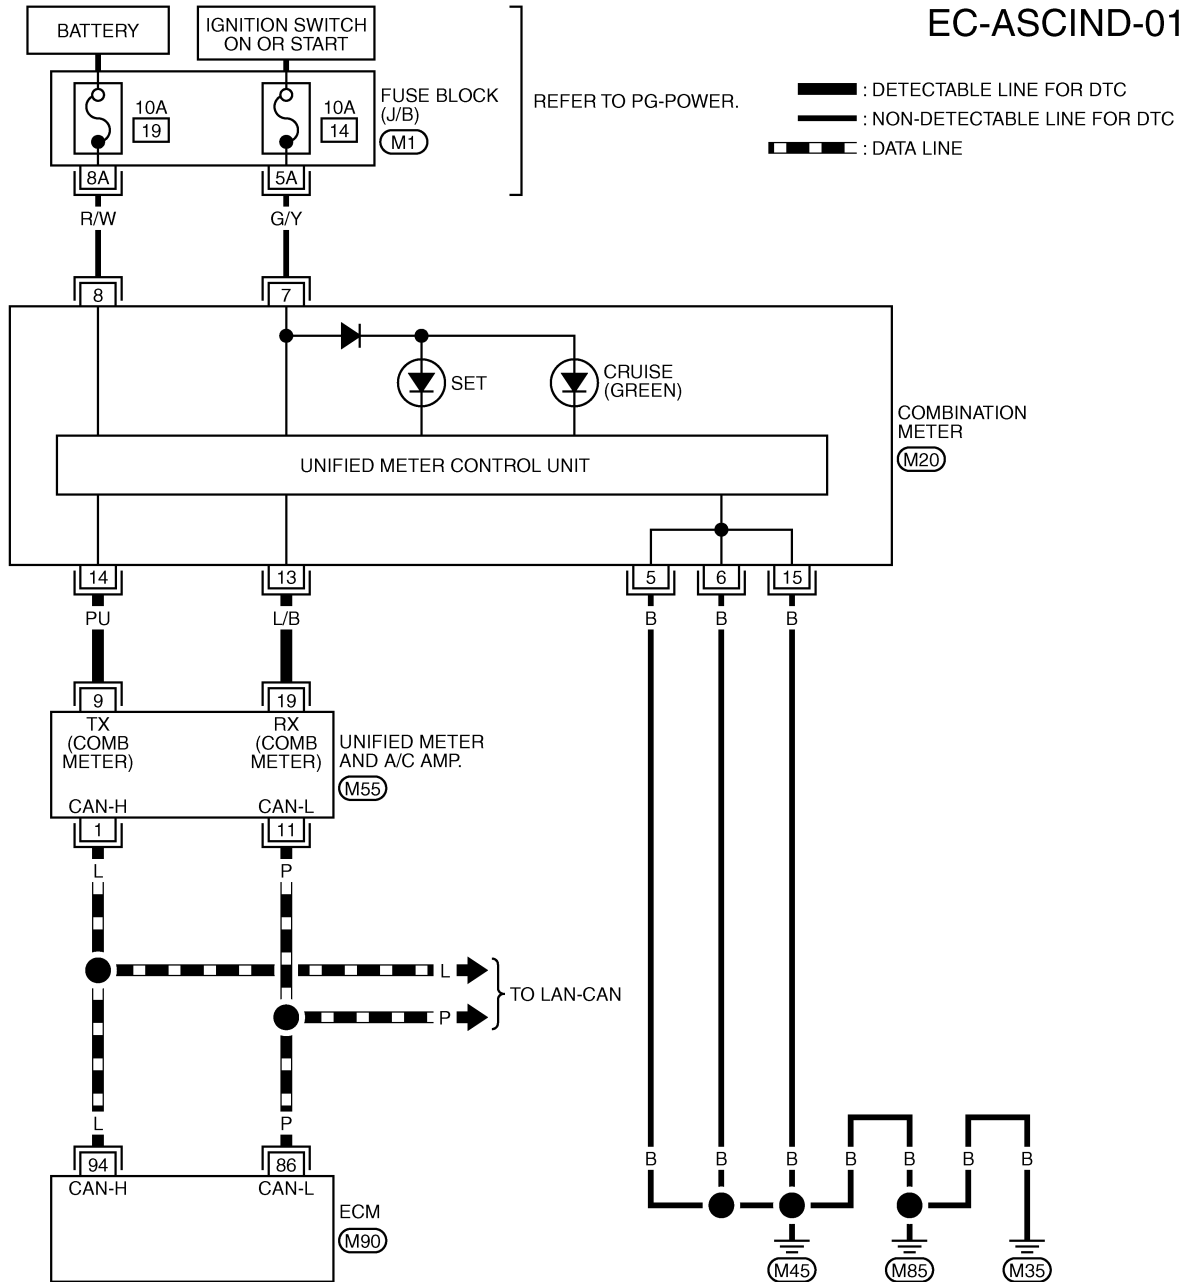 EC-ASCIND-01
BATTERY
IGNITION SWITCH
ON OR START
10A
19
10A
14
FUSE BLOCK
(J/B)
M1
REFER TO PG-POWER.
: DETECTABLE LINE FOR DTC
: NON-DETECTABLE LINE FOR DTC
: DATA LINE
8A
5A
R/W
G/Y
8
7
SET
CRUISE
(GREEN)
COMBINATION
METER
M20
UNIFIED METER CONTROL UNIT
14
13
5
6
15
PU
L/B
B
B
B
9
19
TX
(COMB
METER)
RX
(COMB
METER)
UNIFIED METER
AND A/C AMP.
M55
CAN-H
CAN-L
1
11
L
P
L
P
TO LAN-CAN
L
P
94
86
CAN-H
CAN-L
ECM
M90
B
B
B
B
B
B
B
M45
M85
M35